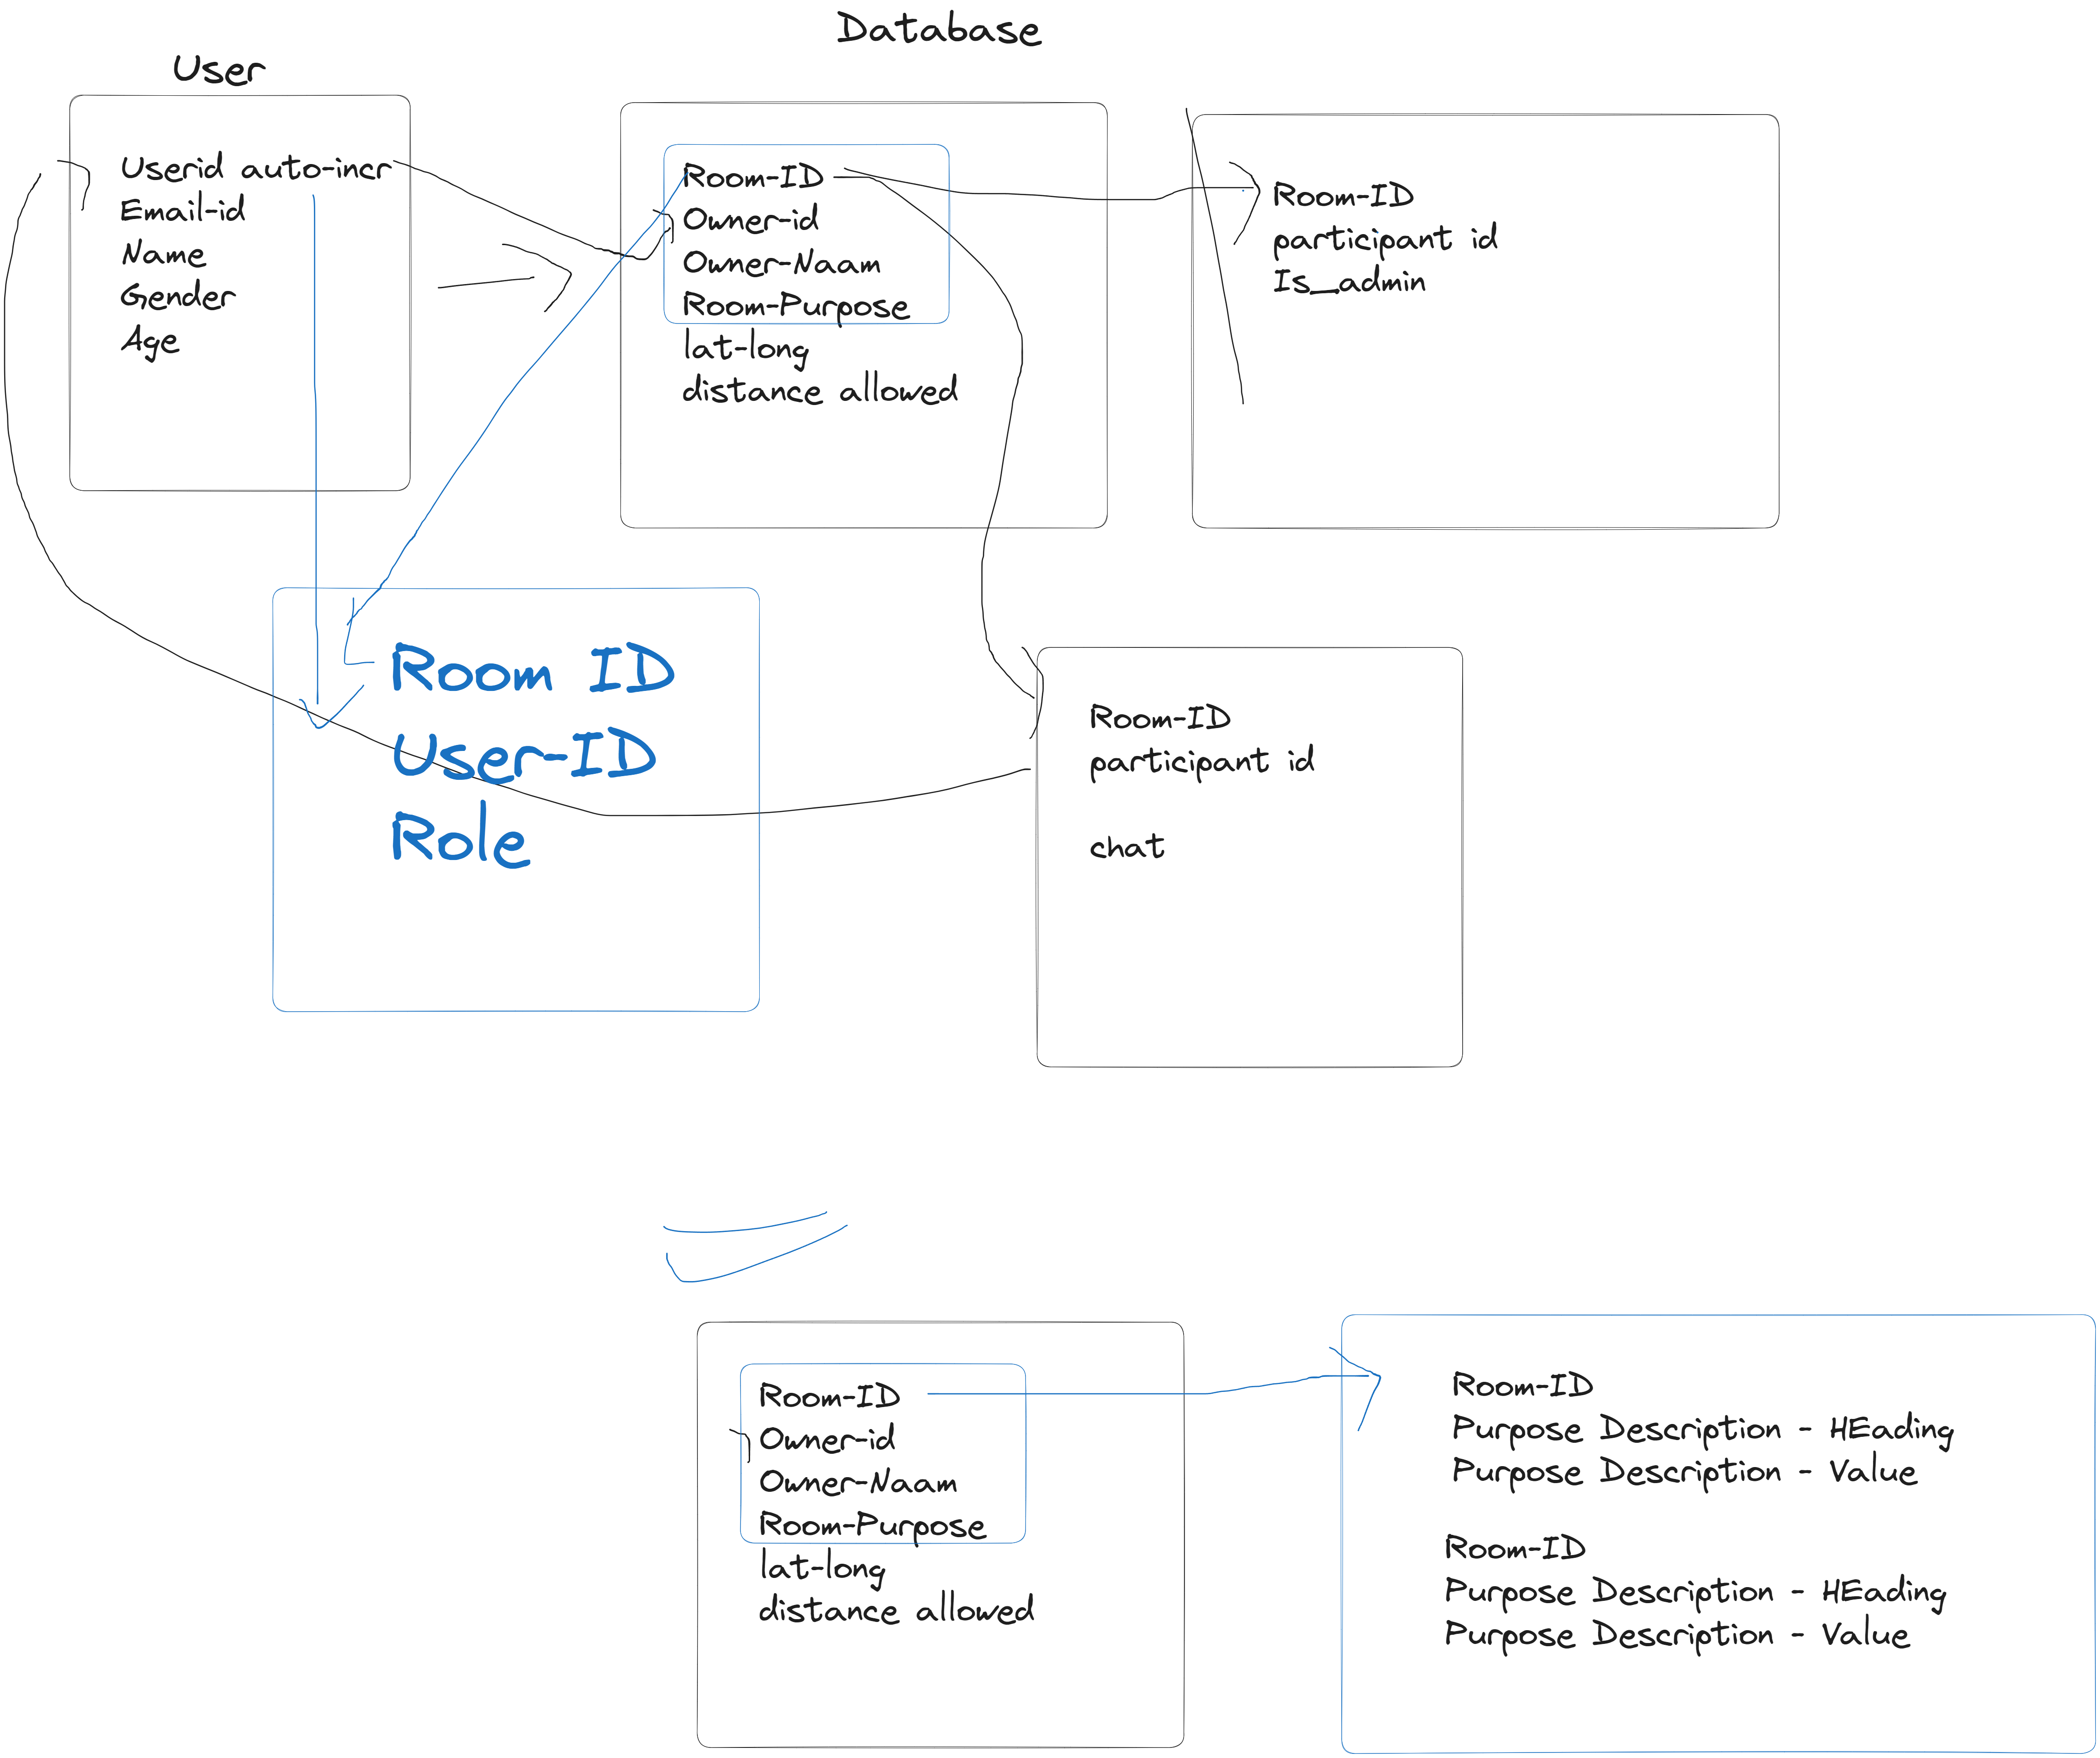 Database
User
Userid auto-incr
Email-id
Name
Gender
Age
Room-ID
Owner-id
Owner-Naam
Room-Purpose
lat-long
distance allowed
Room-ID
participant id
Is_admin
Room ID
User-ID
Role
Room-ID
participant id
chat
Room-ID
Owner-id
Owner-Naam
Room-Purpose
lat-long
distance allowed
Room-ID
Purpose Description - HEading
Purpose Description - Value
Room-ID
Purpose Description - HEading
Purpose Description - Value